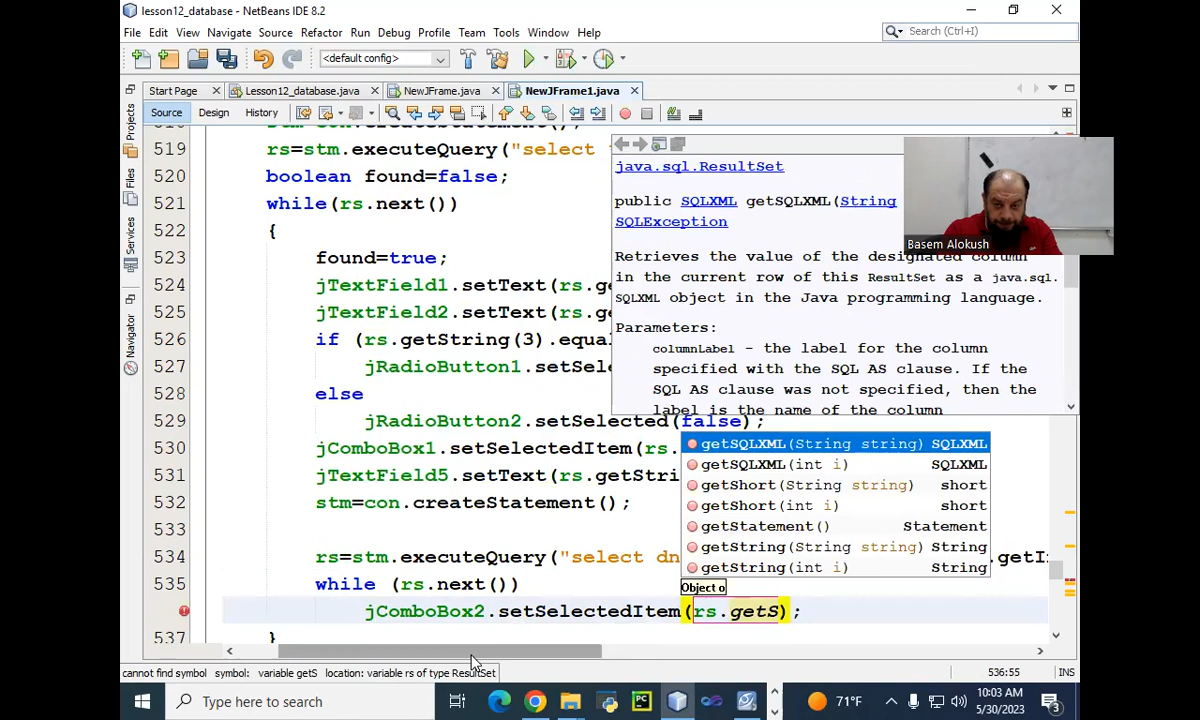 lesson12_database - NetBeans IDE 8.2
File Edit View Navigate Source Refactor Run Debug Profile Team Tools Window Help
Search (Ctrl+I)
<default config>
Start Page Lesson12_database.java NewJFrame.java NewJFrame1.java
Source Design History
Projects
Files
Services
Navigator
519 rs=stm.executeQuery("select
520 boolean found=false;
521 while(rs.next())
522 {
523 found=true;
524 jTextField1.setText(rs.ge
525 jTextField2.setText(rs.ge
526 if (rs.getString(3).equa
527 jRadioButton1.setSele
528 else
529 jRadioButton2.setSelected(false);
530 jComboBox1.setSelectedItem(rs.
531 jTextField5.setText(rs.getStri
532 stm=con.createStatement();
533
534 rs=stm.executeQuery("select dn .getI
535 while (rs.next())
jComboBox2.setSelectedItem(rs.getS);
537 }
java.sql.ResultSet
public SQLXML getSQLXML(String
SQLException
Retrieves the value of the designated column
in the current row of this ResultSet as a java.sql.
SQLXML object in the Java programming language.
Parameters:
columnLabel - the label for the column
specified with the SQL AS clause. If the
SQL AS clause was not specified, then the
label is the name of the column
Basem Alokush
getSQLXML(String string) SQLXML
getSQLXML(int i) SQLXML
getShort(String string) short
getShort(int i) short
getStatement() Statement
getString(String string) String
getString(int i) String
Object o
cannot find symbol symbol: variable getS location: variable rs of type ResultSet
536:55 INS
Type here to search
PC
71°F
10:03 AM
5/30/2023
3